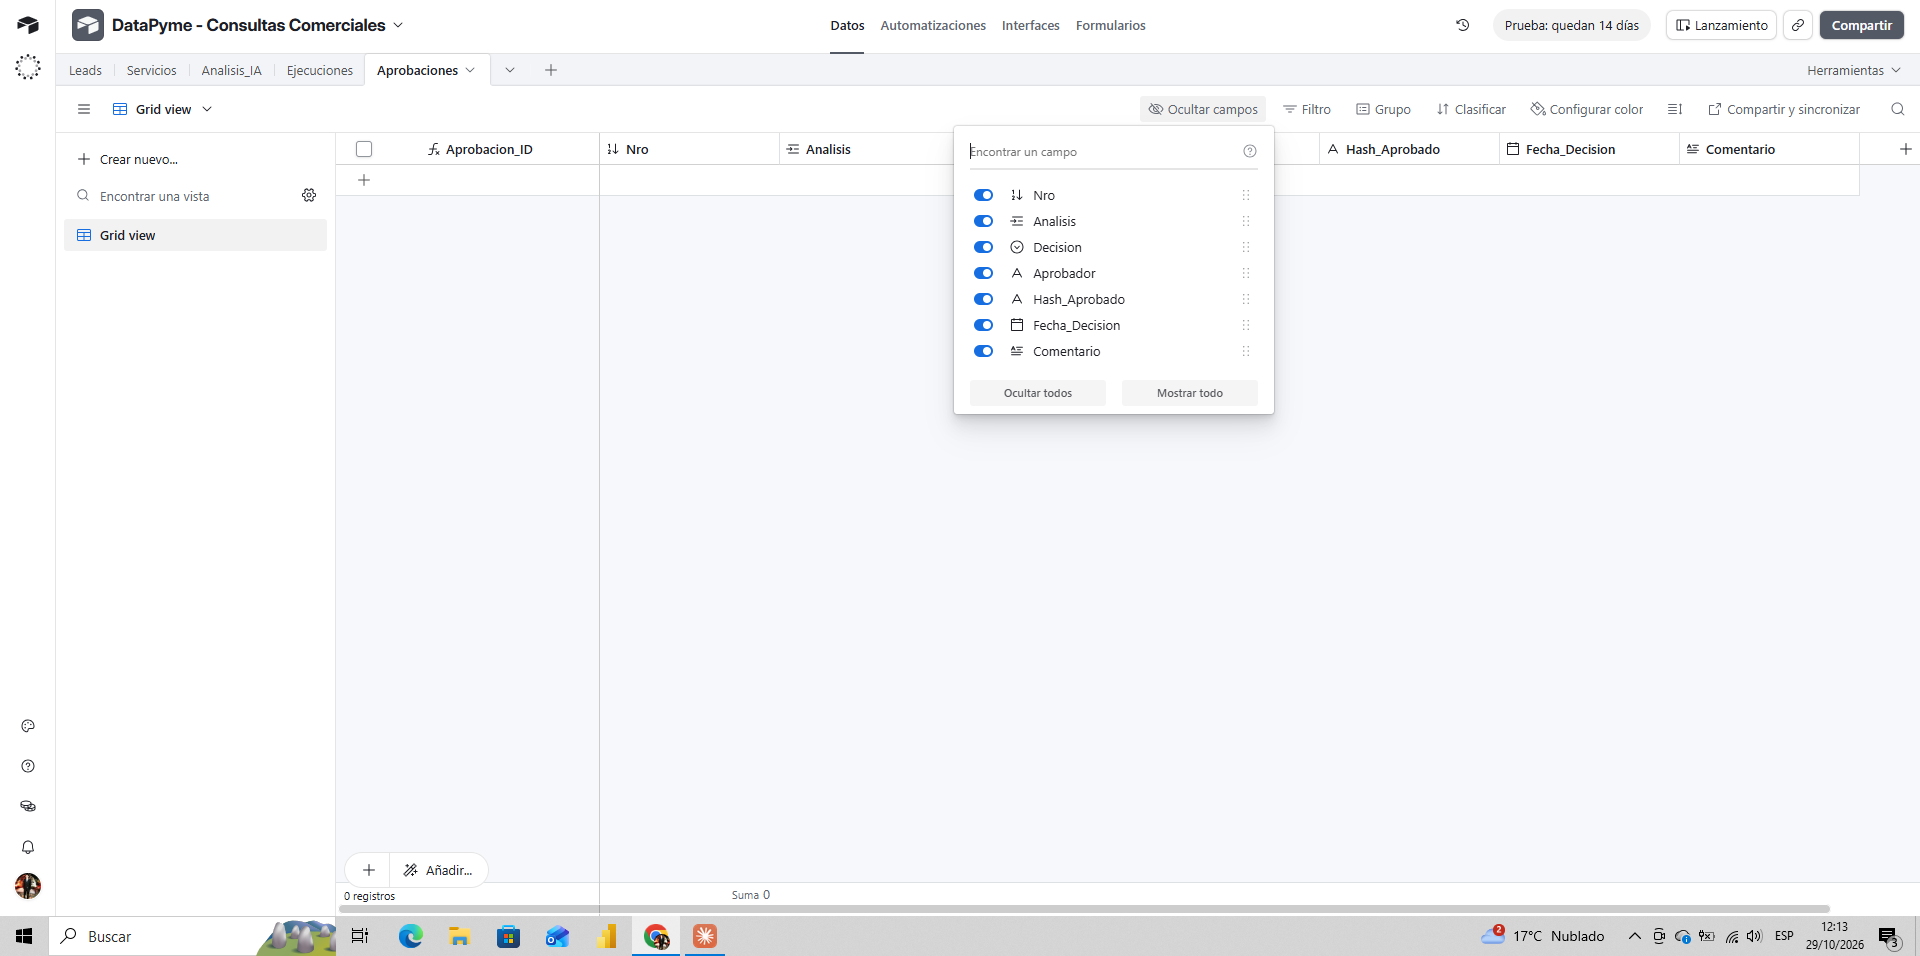 DataPyme - Consultas Comerciales
Datos
Automatizaciones
Interfaces
Formularios
Prueba: quedan 14 días
Lanzamiento
Compartir
Leads
Servicios
Analisis_IA
Ejecuciones
Aprobaciones
Herramientas
Grid view
Ocultar campos
Filtro
Grupo
Clasificar
Configurar color
Compartir y sincronizar
Crear nuevo...
Encontrar una vista
Grid view
Aprobacion_ID
Nro
Analisis
Hash_Aprobado
Fecha_Decision
Comentario
Encontrar un campo
Nro
Analisis
Decision
Aprobador
Hash_Aprobado
Fecha_Decision
Comentario
Ocultar todos
Mostrar todo
Añadir...
0 registros
Suma 0
Buscar
2
17°C Nublado
ESP
12:13
29/10/2026
3